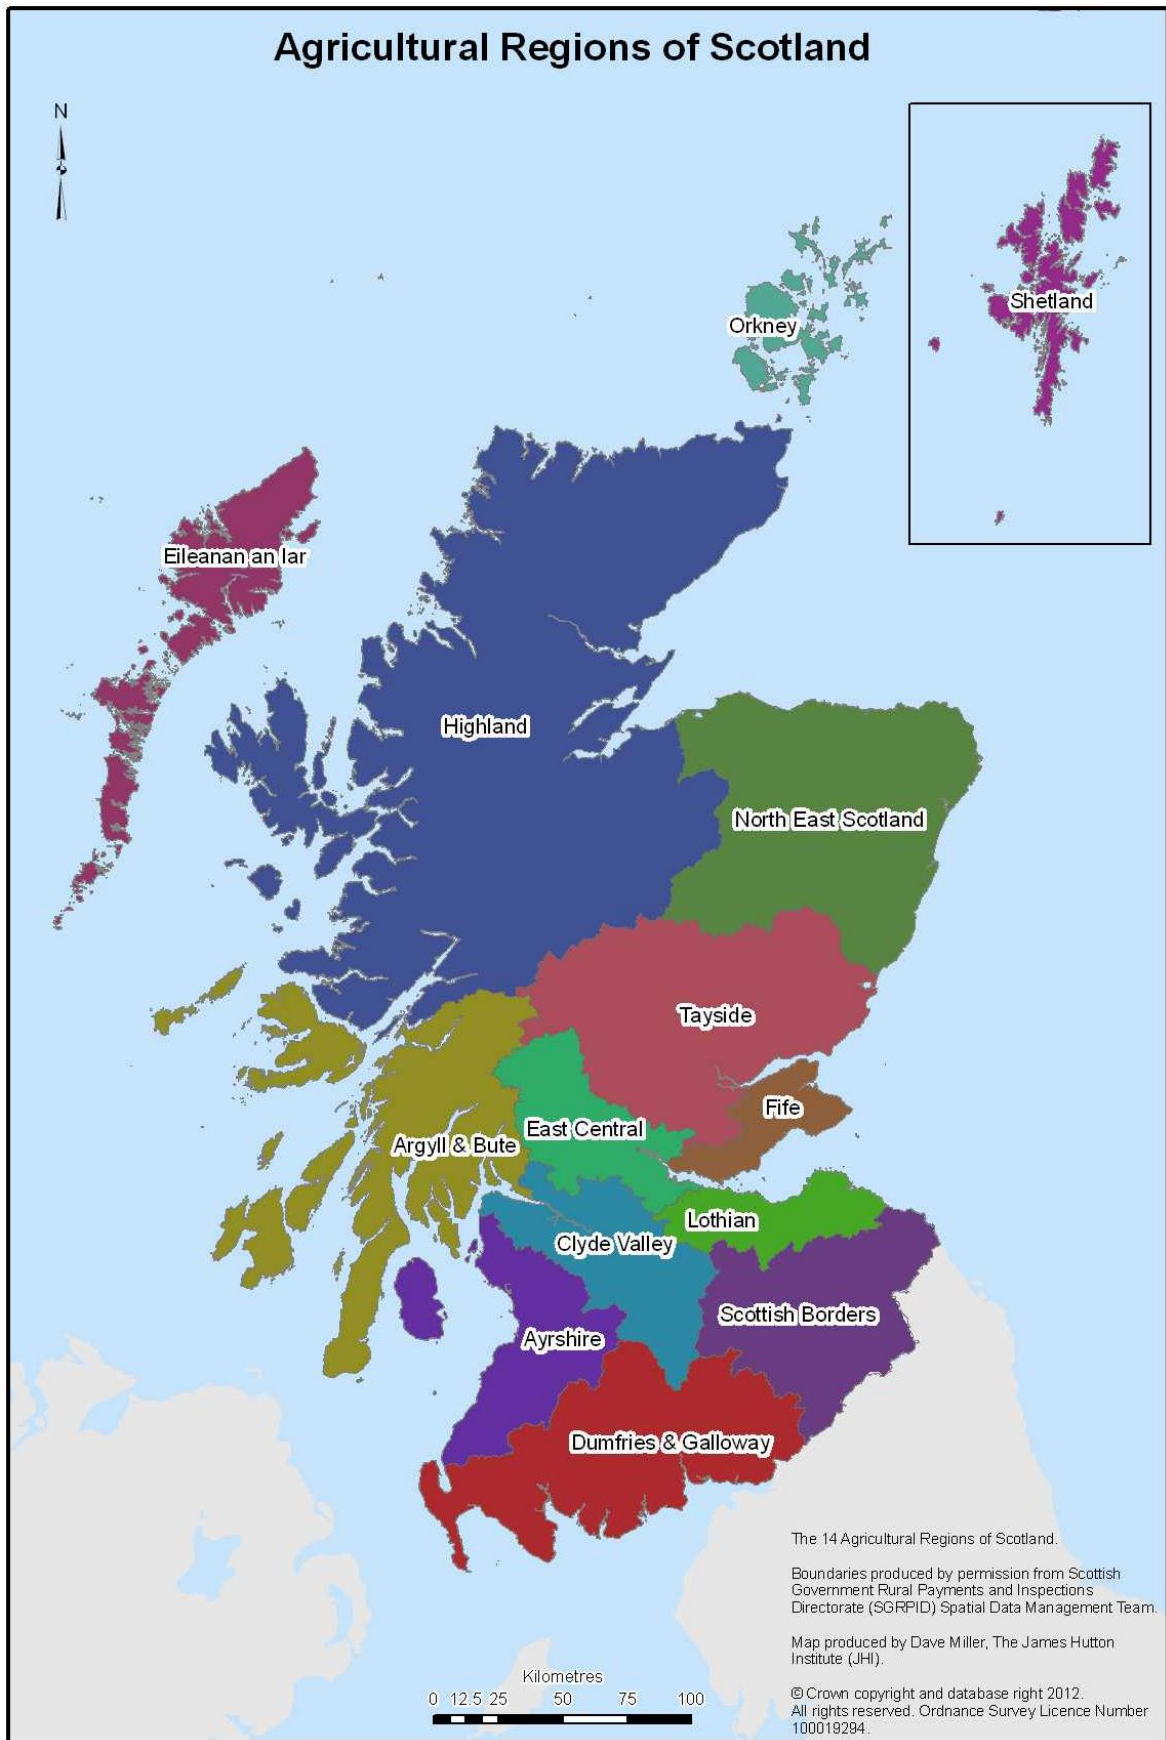 Agricultural Regions of Scotland
N
Shetland
Orkney
Eileanan an Iar
Highland
North East Scotland
Tayside
Fife
East Central
Argyll & Bute
Lothian
Clyde Valley
Scottish Borders
Ayrshire
Dumfries & Galloway
The 14 Agricultural Regions of Scotland.
Boundaries produced by permission from Scottish
Government Rural Payments and Inspections
Directorate (SGRPID) Spatial Data Management Team.
Map produced by Dave Miller, The James Hutton
Institute (JHI).
© Crown copyright and database right 2012.
All rights reserved. Ordnance Survey Licence Number
100019294.
Kilometres
0 12.5 25 50 75 100